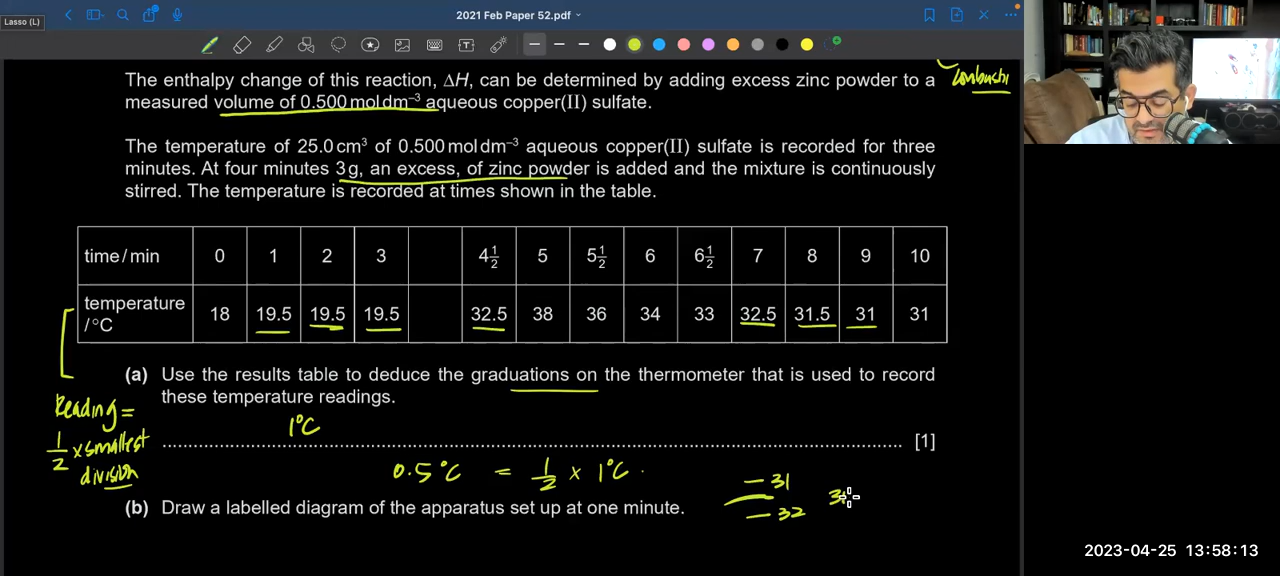 Lasso (L)
2021 Feb Paper 52.pdf
The enthalpy change of this reaction, ΔH, can be determined by adding excess zinc powder to a
measured volume of 0.500 mol dm⁻³ aqueous copper(II) sulfate.
The temperature of 25.0 cm³ of 0.500 mol dm⁻³ aqueous copper(II) sulfate is recorded for three
minutes. At four minutes 3 g, an excess, of zinc powder is added and the mixture is continuously
stirred. The temperature is recorded at times shown in the table.
time / min 0 1 2 3 4½ 5 5½ 6 6½ 7 8 9 10
temperature
/ °C 18 19.5 19.5 19.5 32.5 38 36 34 33 32.5 31.5 31 31
(a) Use the results table to deduce the graduations on the thermometer that is used to record
these temperature readings.
1°C
[1]
Reading =
½ × smallest
division
0.5°C = ½ × 1°C
(b) Draw a labelled diagram of the apparatus set up at one minute.
– 31
– 32
2023-04-25 13:58:13